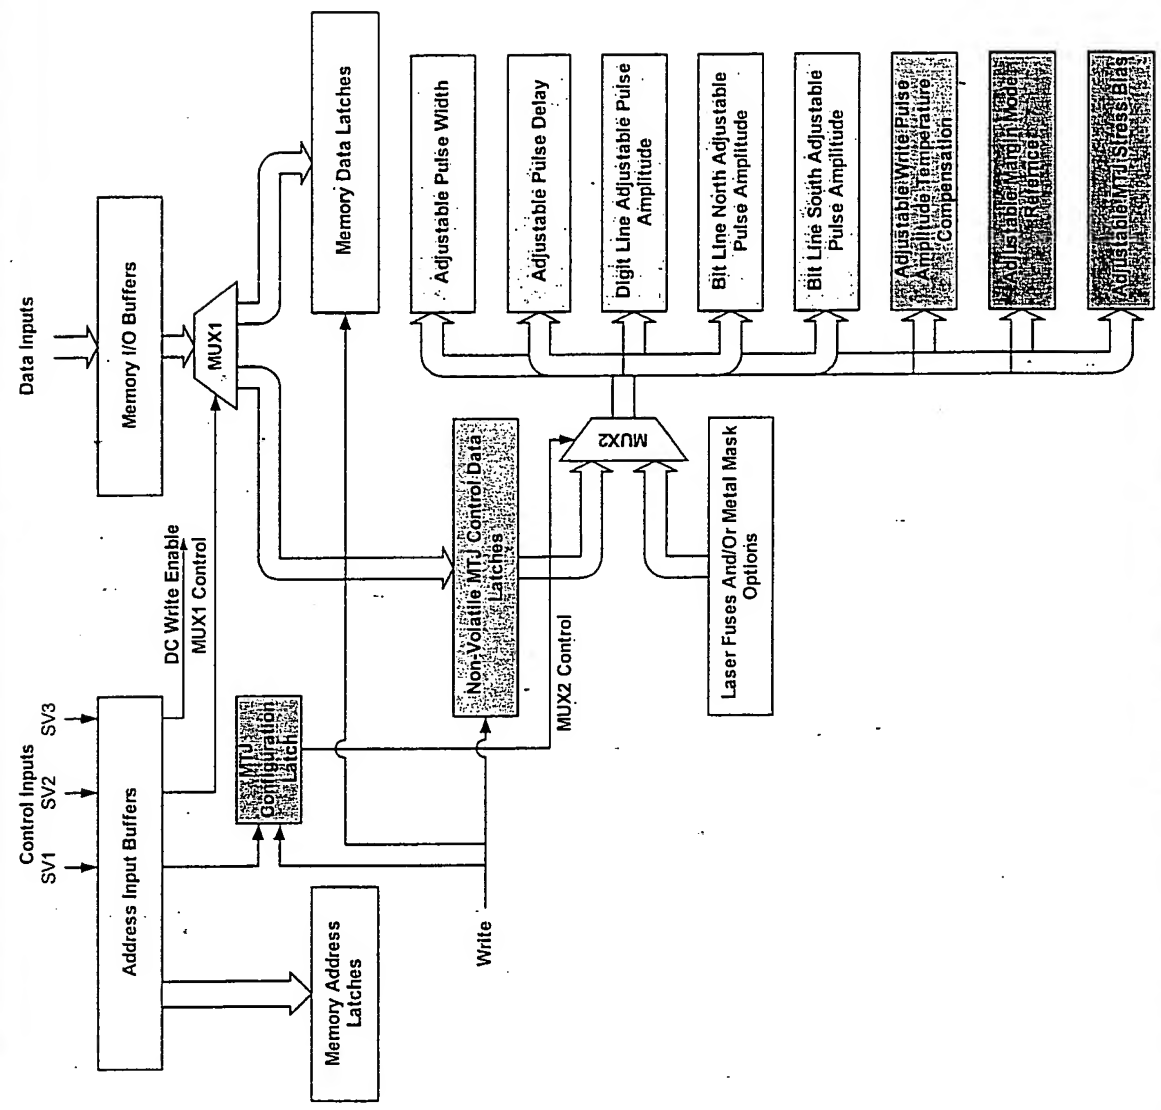 Control Inputs
SV1
SV2
SV3
Data Inputs
Address Input Buffers
Memory I/O Buffers
DC Write Enable
MUX1 Control
MUX1
MTJ
Configuration
Latch
Memory Address
Latches
Memory Data Latches
Write
Non-Volatile MTJ Control Data
Latches
MUX2 Control
MUX2
Laser Fuses And/Or Metal Mask
Options
Adjustable Pulse Width
Adjustable Pulse Delay
Digit Line Adjustable Pulse
Amplitude
Bit Line North Adjustable
Pulse Amplitude
Bit Line South Adjustable
Pulse Amplitude
Adjustable Write Pulse
Amplitude Temperature
Compensation
Adjustable Margin Mode
Reference
Adjustable MTJ Stress Bias